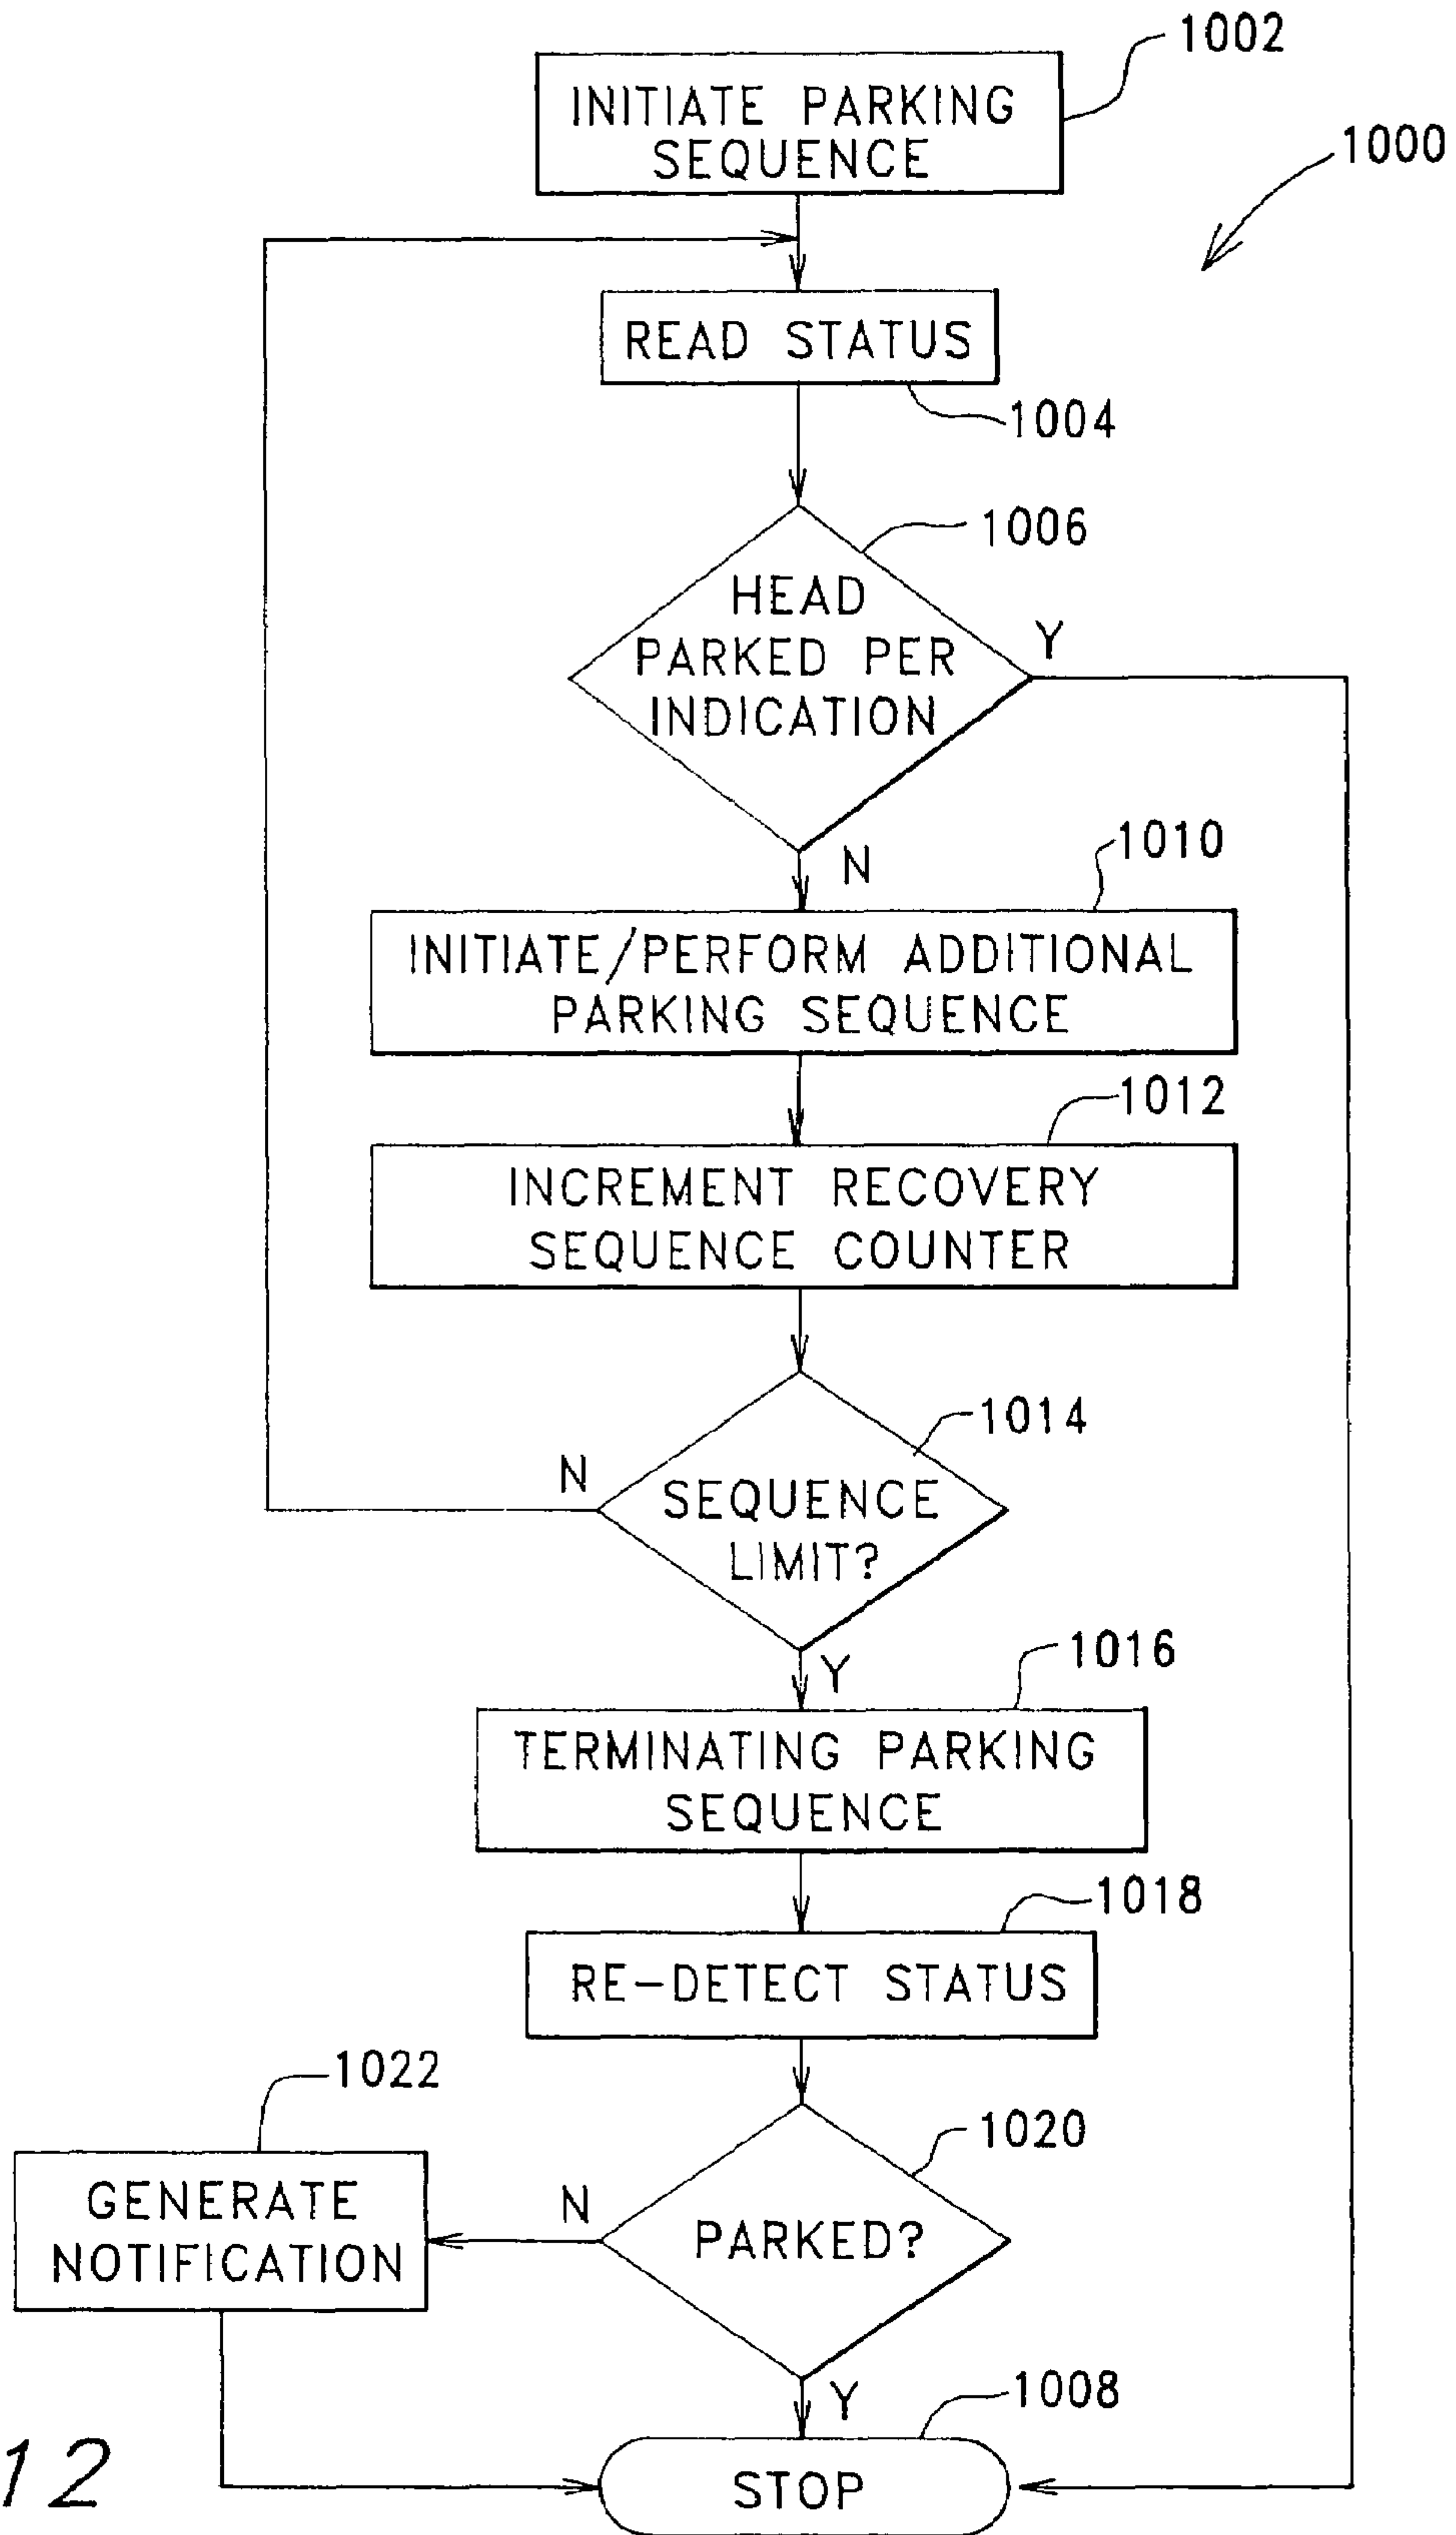 1002
INITIATE PARKING
SEQUENCE
1000
READ STATUS
1004
1006
HEAD
PARKED PER
INDICATION
Y
N
1010
INITIATE/PERFORM ADDITIONAL
PARKING SEQUENCE
1012
INCREMENT RECOVERY
SEQUENCE COUNTER
1014
N
SEQUENCE
LIMIT?
Y
1016
TERMINATING PARKING
SEQUENCE
1018
RE-DETECT STATUS
1022
1020
GENERATE
NOTIFICATION
N
PARKED?
Y
1008
STOP
12